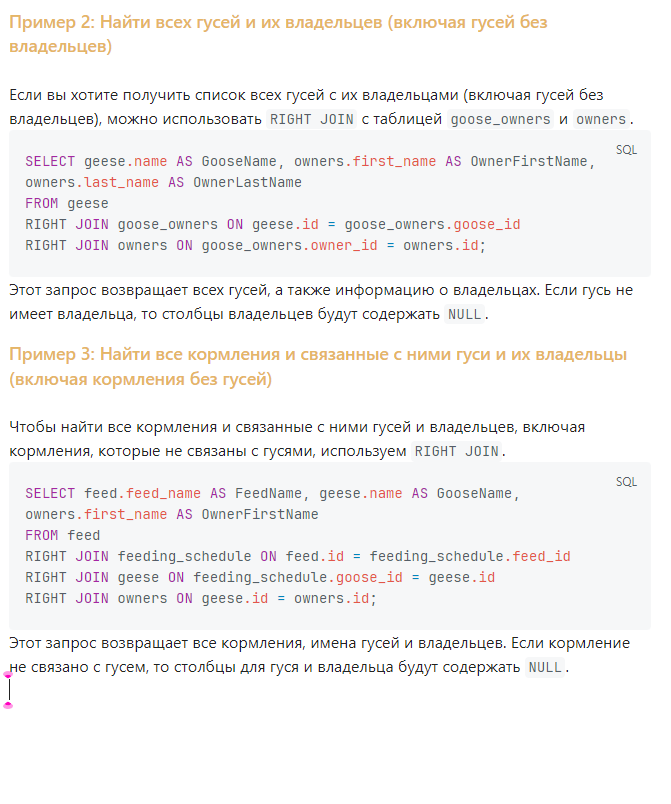 Пример 2: Найти всех гусей и их владельцев (включая гусей без
владельцев)
Если вы хотите получить список всех гусей с их владельцами (включая гусей без
владельцев), можно использовать RIGHT JOIN с таблицей goose_owners и owners.
SQL
SELECT geese.name AS GooseName, owners.first_name AS OwnerFirstName,
owners.last_name AS OwnerLastName
FROM geese
RIGHT JOIN goose_owners ON geese.id = goose_owners.goose_id
RIGHT JOIN owners ON goose_owners.owner_id = owners.id;
Этот запрос возвращает всех гусей, а также информацию о владельцах. Если гусь не
имеет владельца, то столбцы владельцев будут содержать NULL.
Пример 3: Найти все кормления и связанные с ними гуси и их владельцы
(включая кормления без гусей)
Чтобы найти все кормления и связанные с ними гусей и владельцев, включая
кормления, которые не связаны с гусями, используем RIGHT JOIN.
SQL
SELECT feed.feed_name AS FeedName, geese.name AS GooseName,
owners.first_name AS OwnerFirstName
FROM feed
RIGHT JOIN feeding_schedule ON feed.id = feeding_schedule.feed_id
RIGHT JOIN geese ON feeding_schedule.goose_id = geese.id
RIGHT JOIN owners ON geese.id = owners.id;
Этот запрос возвращает все кормления, имена гусей и владельцев. Если кормление
не связано с гусем, то столбцы для гуся и владельца будут содержать NULL.